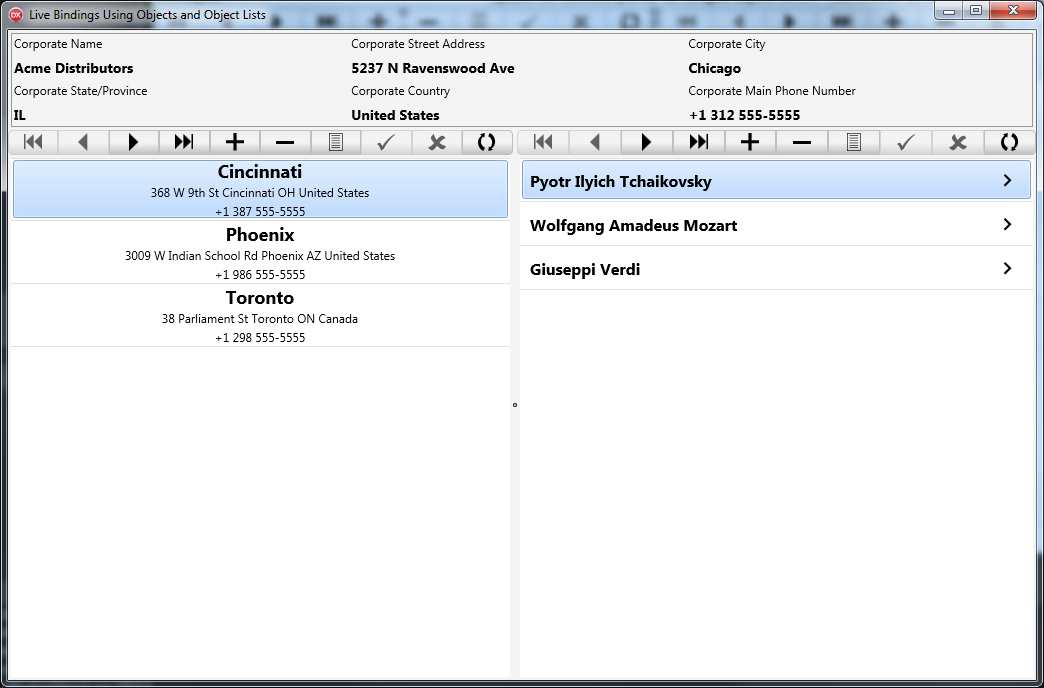 DX Live Bindings Using Objects and Object Lists
Corporate Name Corporate Street Address Corporate City
Acme Distributors 5237 N Ravenswood Ave Chicago
Corporate State/Province Corporate Country Corporate Main Phone Number
IL United States +1 312 555-5555
Cincinnati
368 W 9th St Cincinnati OH United States
+1 387 555-5555
Phoenix
3009 W Indian School Rd Phoenix AZ United States
+1 986 555-5555
Toronto
38 Parliament St Toronto ON Canada
+1 298 555-5555
Pyotr Ilyich Tchaikovsky
Wolfgang Amadeus Mozart
Giuseppi Verdi